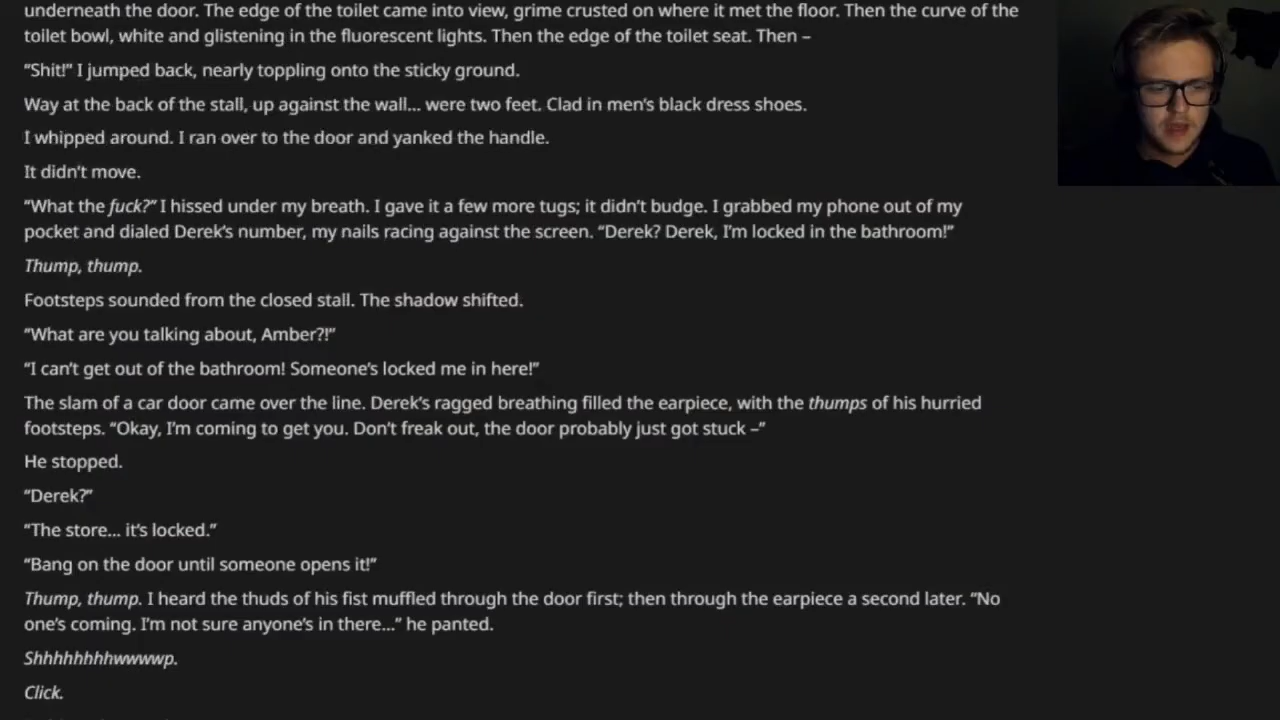 underneath the door. The edge of the toilet came into view, grime crusted on where it met the floor. Then the curve of the
toilet bowl, white and glistening in the fluorescent lights. Then the edge of the toilet seat. Then –
“Shit!” I jumped back, nearly toppling onto the sticky ground.
Way at the back of the stall, up against the wall... were two feet. Clad in men’s black dress shoes.
I whipped around. I ran over to the door and yanked the handle.
It didn’t move.
“What the fuck?” I hissed under my breath. I gave it a few more tugs; it didn’t budge. I grabbed my phone out of my
pocket and dialed Derek’s number, my nails racing against the screen. “Derek? Derek, I’m locked in the bathroom!”
Thump, thump.
Footsteps sounded from the closed stall. The shadow shifted.
“What are you talking about, Amber?!”
“I can’t get out of the bathroom! Someone’s locked me in here!”
The slam of a car door came over the line. Derek’s ragged breathing filled the earpiece, with the thumps of his hurried
footsteps. “Okay, I’m coming to get you. Don’t freak out, the door probably just got stuck –”
He stopped.
“Derek?”
“The store... it’s locked.”
“Bang on the door until someone opens it!”
Thump, thump. I heard the thuds of his fist muffled through the door first; then through the earpiece a second later. “No
one’s coming. I’m not sure anyone’s in there...” he panted.
Shhhhhhhhwwwwp.
Click.